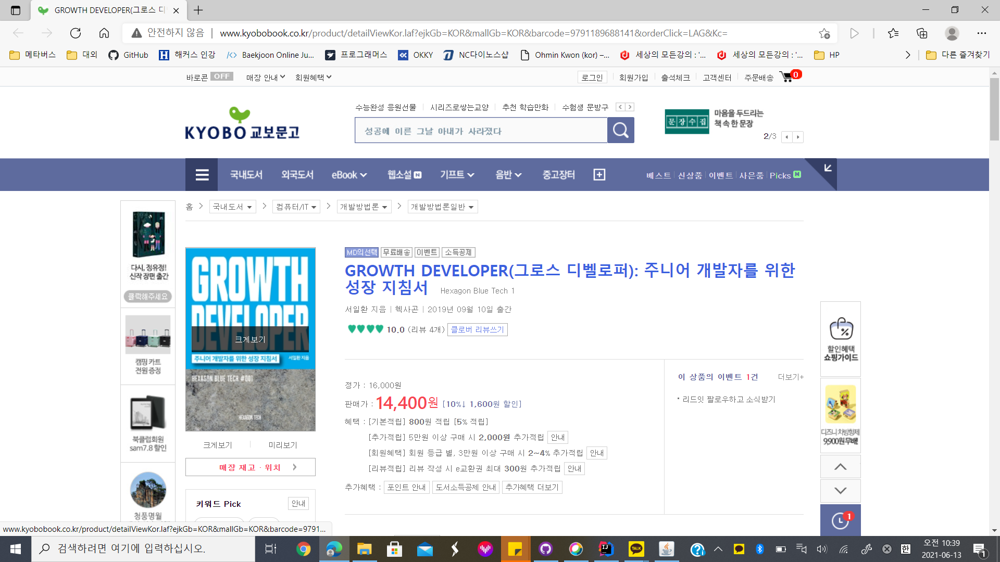 GROWTH DEVELOPER(그로스 디
안전하지 않음 | www.kyobobook.co.kr/product/detailViewKor.laf?ejkGb=KOR&mallGb=KOR&barcode=9791189688141&orderClick=LAG&Kc=
메타버스 대외 GitHub 해커스 인강 Baekjoon Online Ju... 프로그래머스 OKKY NC다이노스샵 Ohmin Kwon (kor) –... 세상의 모든강의 : '... 세상의 모든강의 : '... HP 다른 즐겨찾기
바로콘 OFF 매장 안내 회원혜택 로그인 회원가입 출석체크 고객센터 주문배송 0
수능완성 응원선물 시리즈로쌓는교양 추천 학습만화 수험생 문방구
KYOBO 교보문고
성공에 이른 그날 아내가 사라졌다
문장수집
마음을 두드리는
책 속 한 문장
2/3
국내도서 외국도서 eBook 웹소설 N 기프트 음반 중고장터 베스트 신상품 이벤트 사은품 Picks N
홈 국내도서 컴퓨터/IT 개발방법론 개발방법론일반
다시, 정유정!
신작 장편 출간
클릭해주세요
캠핑 카트
전원 증정
북클럽회원
sam7.8 할인
청풍명월
GROWTH
DEVELOPER
크게보기
주니어 개발자를 위한 성장 지침서 서일환 지음
HEXAGON BLUE TECH #001
HEXAGON TECH
크게보기 미리보기
매장 재고 · 위치
키워드 Pick 안내
MD의선택 무료배송 이벤트 소득공제
GROWTH DEVELOPER(그로스 디벨로퍼): 주니어 개발자를 위한
성장 지침서 Hexagon Blue Tech 1
서일환 지음 | 헥사곤 | 2019년 09월 10일 출간
10.0 (리뷰 4개) 클로버 리뷰쓰기
정가 : 16,000원
판매가 : 14,400원 [10%↓ 1,600원 할인]
혜택 : [기본적립] 800원 적립 [5% 적립]
[추가적립] 5만원 이상 구매 시 2,000원 추가적립 안내
[회원혜택] 회원 등급 별, 3만원 이상 구매 시 2~4% 추가적립 안내
[리뷰적립] 리뷰 작성 시 e교환권 최대 300원 추가적립 안내
추가혜택 : 포인트 안내 도서소득공제 안내 추가혜택 더보기
이 상품의 이벤트 1건 더보기+
리드잇 팔로우하고 소식받기
할인혜택
쇼핑가이드
디즈니 차방향제
9,900원 무배!
1
www.kyobobook.co.kr/product/detailViewKor.laf?ejkGb=KOR&mallGb=KOR&barcode=9791...
검색하려면 여기에 입력하십시오.
IJ
TALK
한
오전 10:39
2021-06-13
1